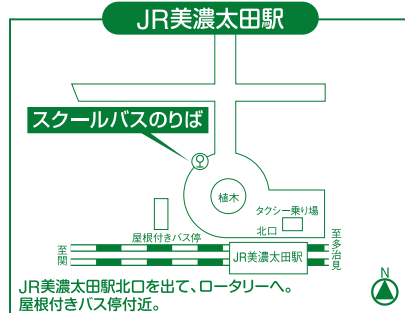 JR美濃太田駅
スクールバスのりば
植木
タクシー乗り場
北口
屋根付きバス停
至関
JR美濃太田駅
至多治見
N
JR美濃太田駅北口を出て、ロータリーへ。
屋根付きバス停付近。